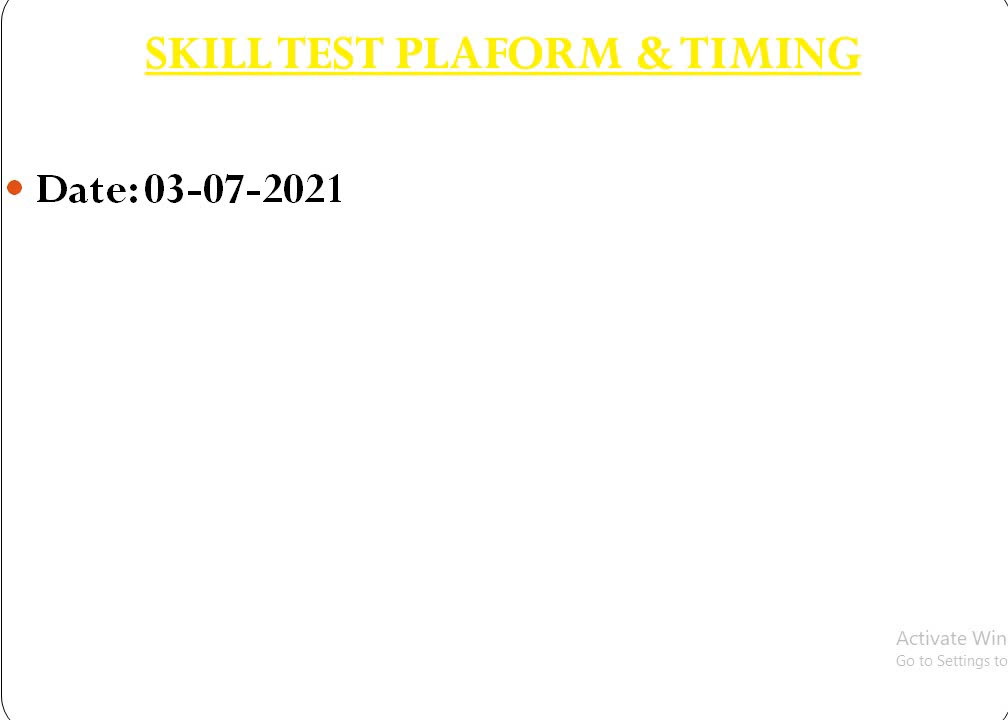 SKILL TEST PLAFORM & TIMING
Date: 03-07-2021
Activate Win
Go to Settings to